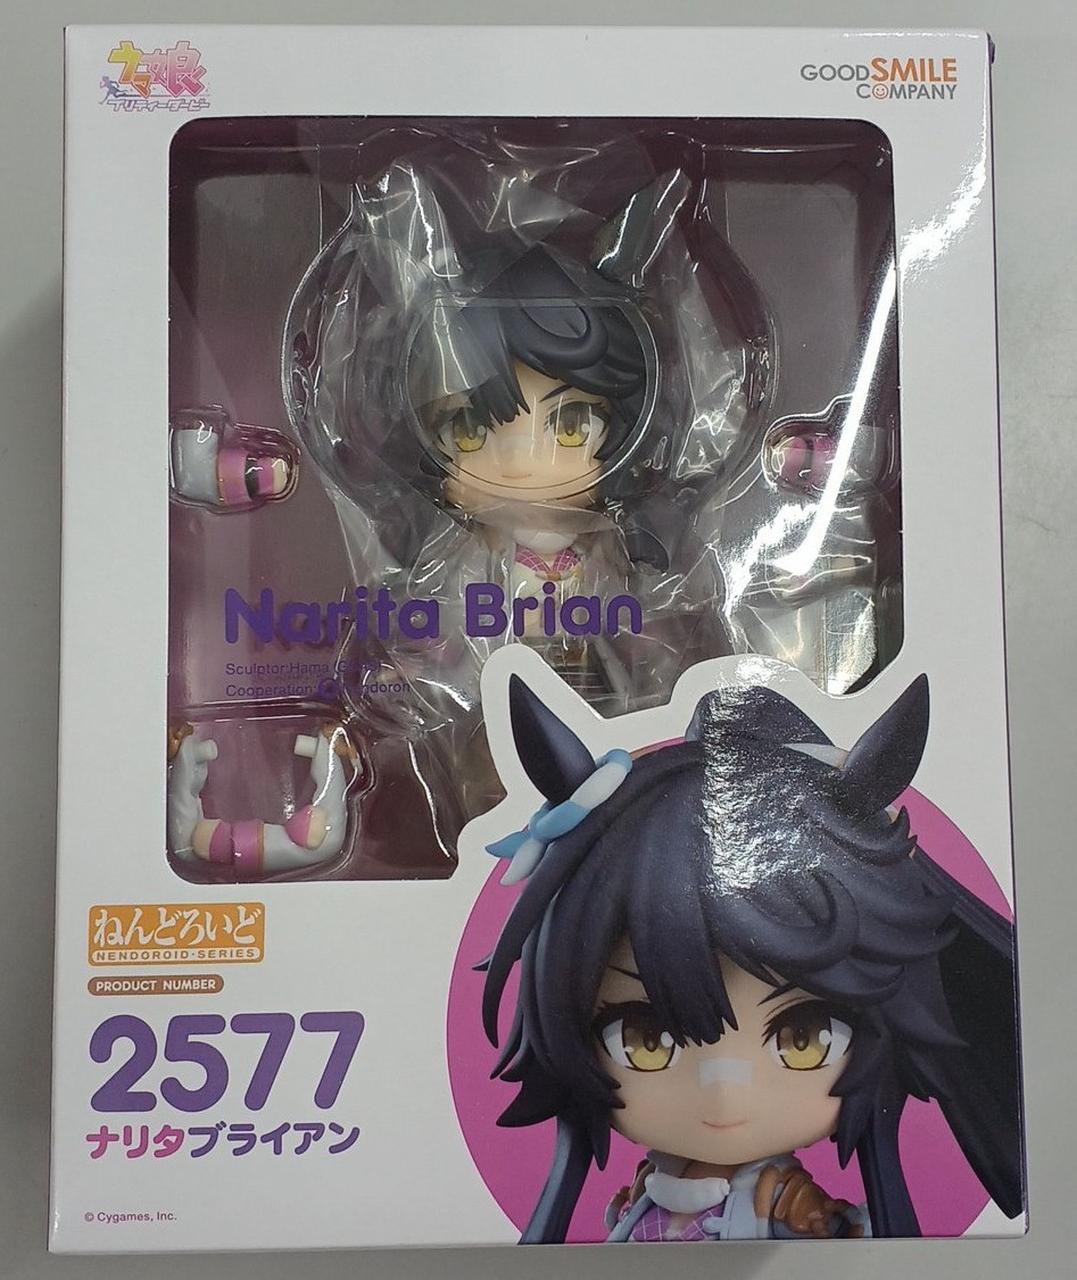 ウマ娘
プリティーダービー
GOODSMILE
COMPANY
Narita Brian
Sculptor:Hama
Cooperation:
ねんどろいど
NENDOROID·SERIES
PRODUCT NUMBER
2577
ナリタブライアン
© Cygames, Inc.